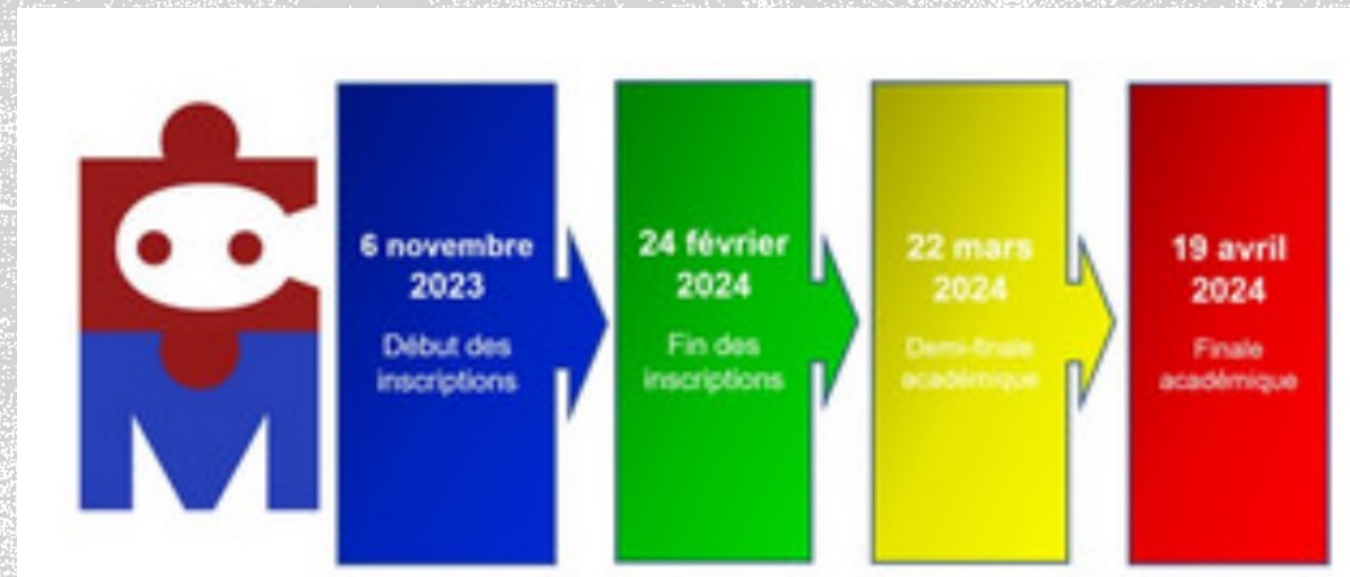 6 novembre
2023
Début des
inscriptions
24 février
2024
Fin des
inscriptions
22 mars
2024
Demi-finale
académique
19 avril
2024
Finale
académique
M